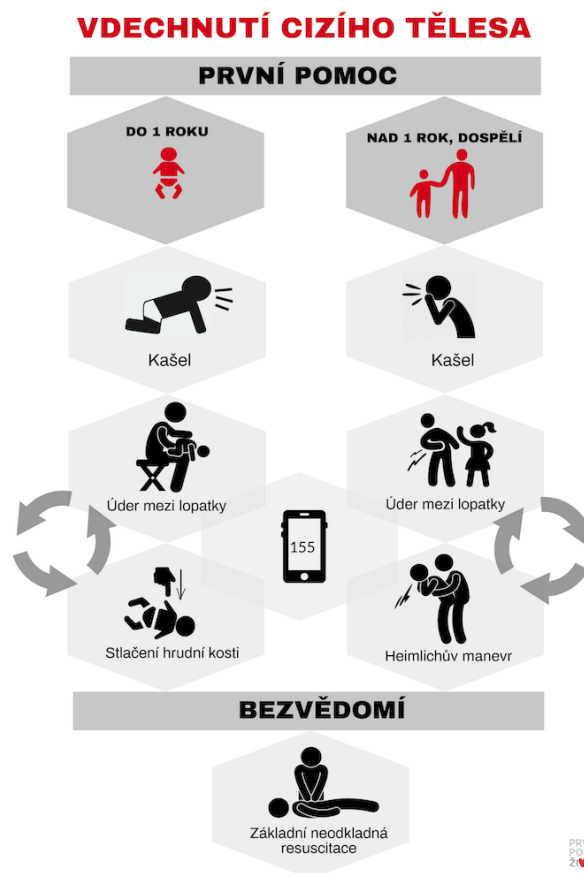 VDECHNUTÍ CIZÍHO TĚLESA
PRVNÍ POMOC
DO 1 ROKU
NAD 1 ROK, DOSPĚLÍ
Kašel
Kašel
Úder mezi lopatky
Úder mezi lopatky
155
Stlačení hrudní kosti
Heimlichův manevr
BEZVĚDOMÍ
Základní neodkladná
resuscitace